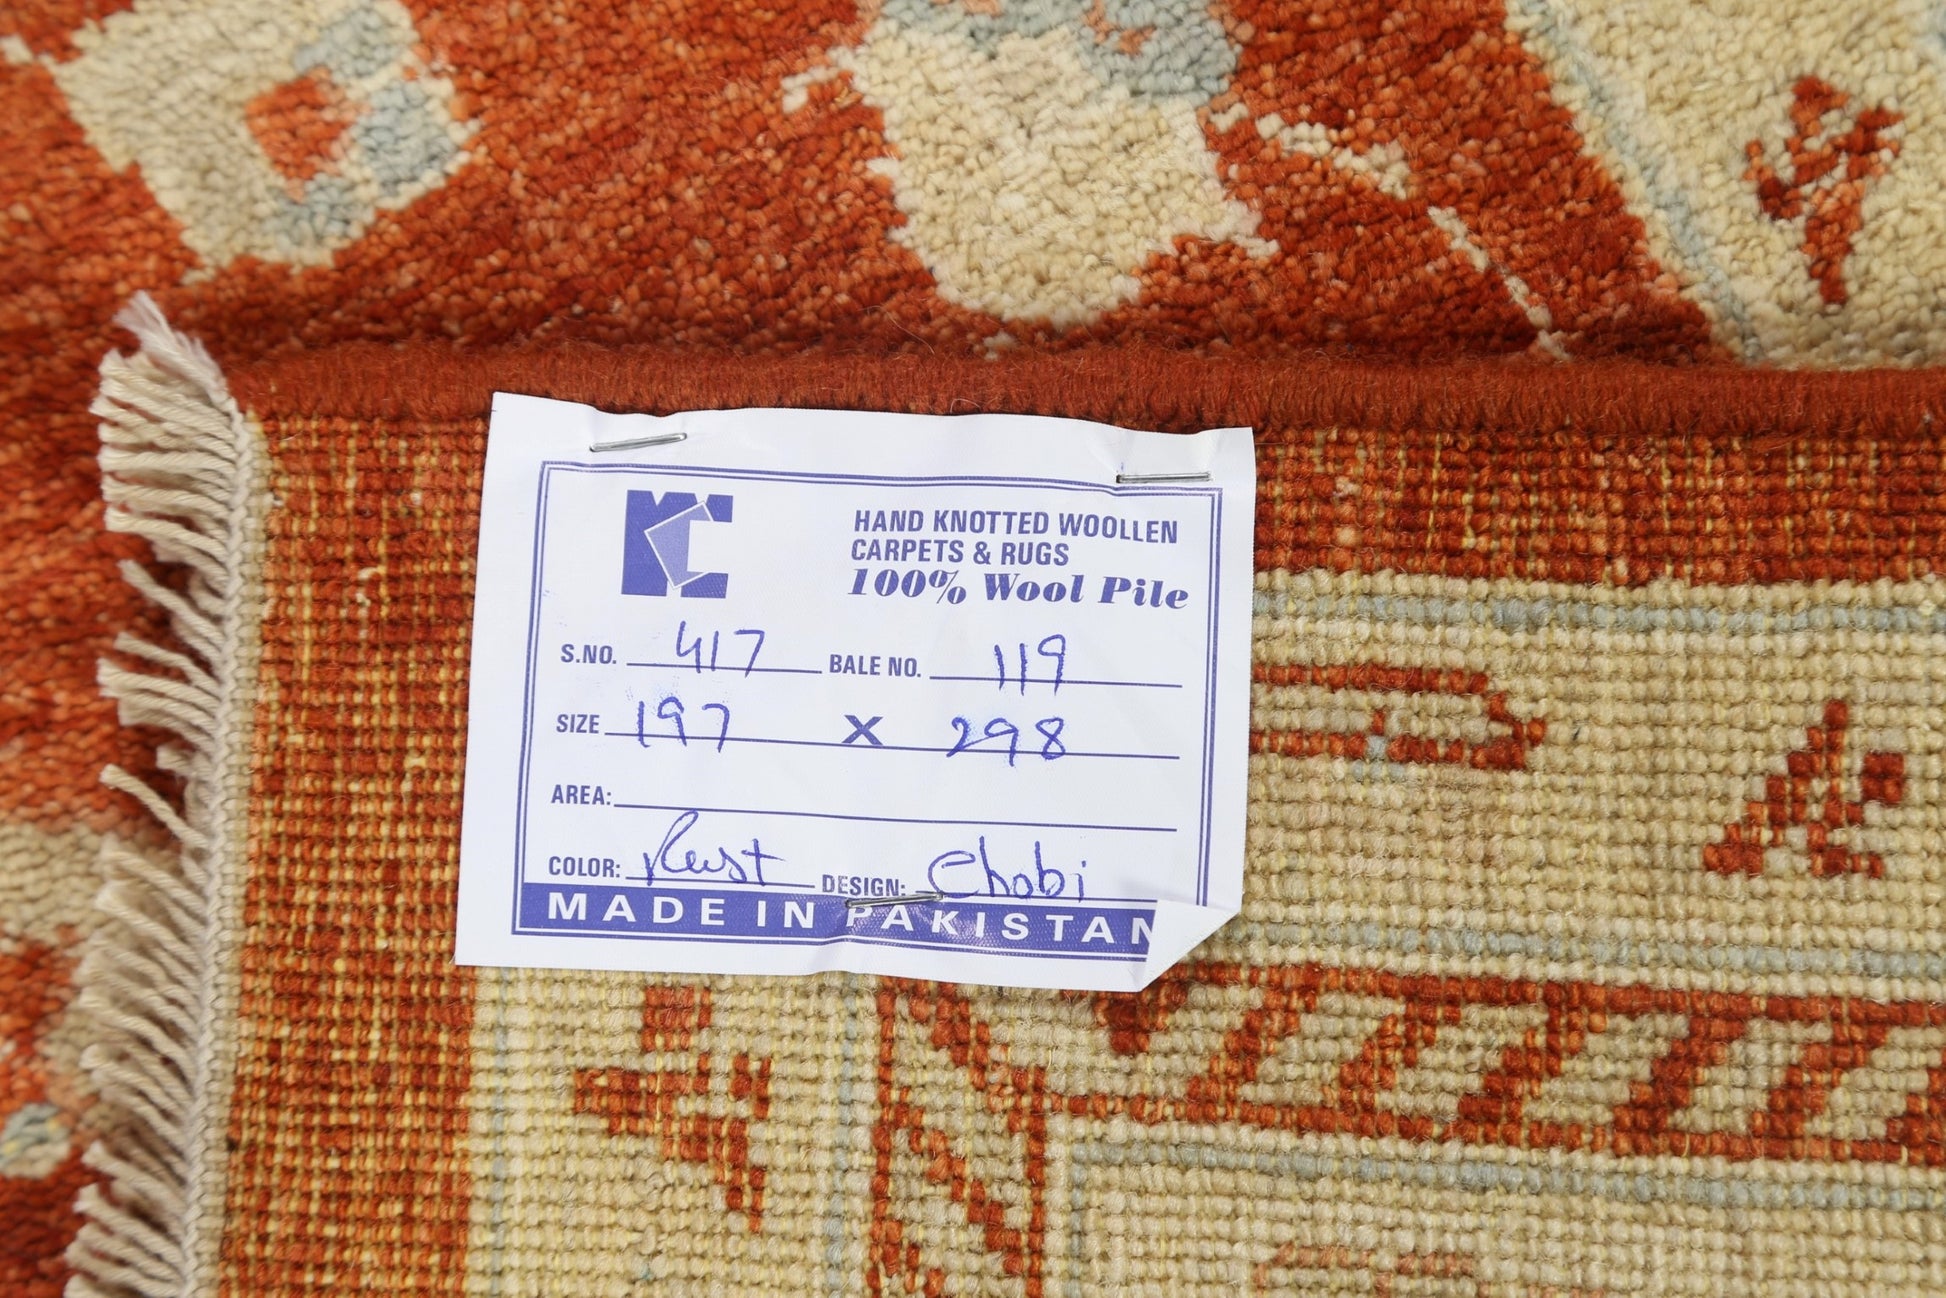 KC
HAND KNOTTED WOOLLEN
CARPETS & RUGS
100% Wool Pile
S.NO. 417 BALE NO. 119
SIZE 197 X 298
AREA:
COLOR: Rust DESIGN: Chobi
MADE IN PAKISTAN